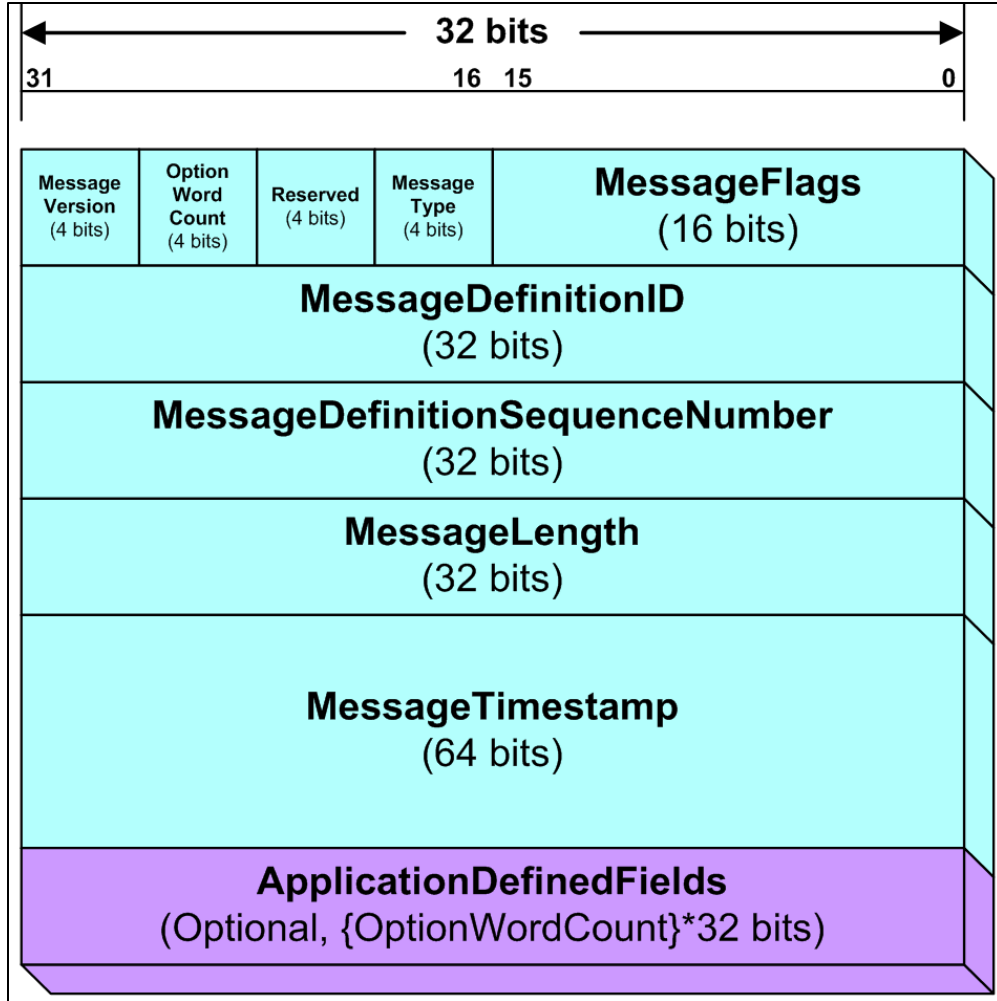 32 bits
31 16 15 0
Message
Version
(4 bits)
Option
Word
Count
(4 bits)
Reserved
(4 bits)
Message
Type
(4 bits)
MessageFlags
(16 bits)
MessageDefinitionID
(32 bits)
MessageDefinitionSequenceNumber
(32 bits)
MessageLength
(32 bits)
MessageTimestamp
(64 bits)
ApplicationDefinedFields
(Optional, {OptionWordCount}*32 bits)